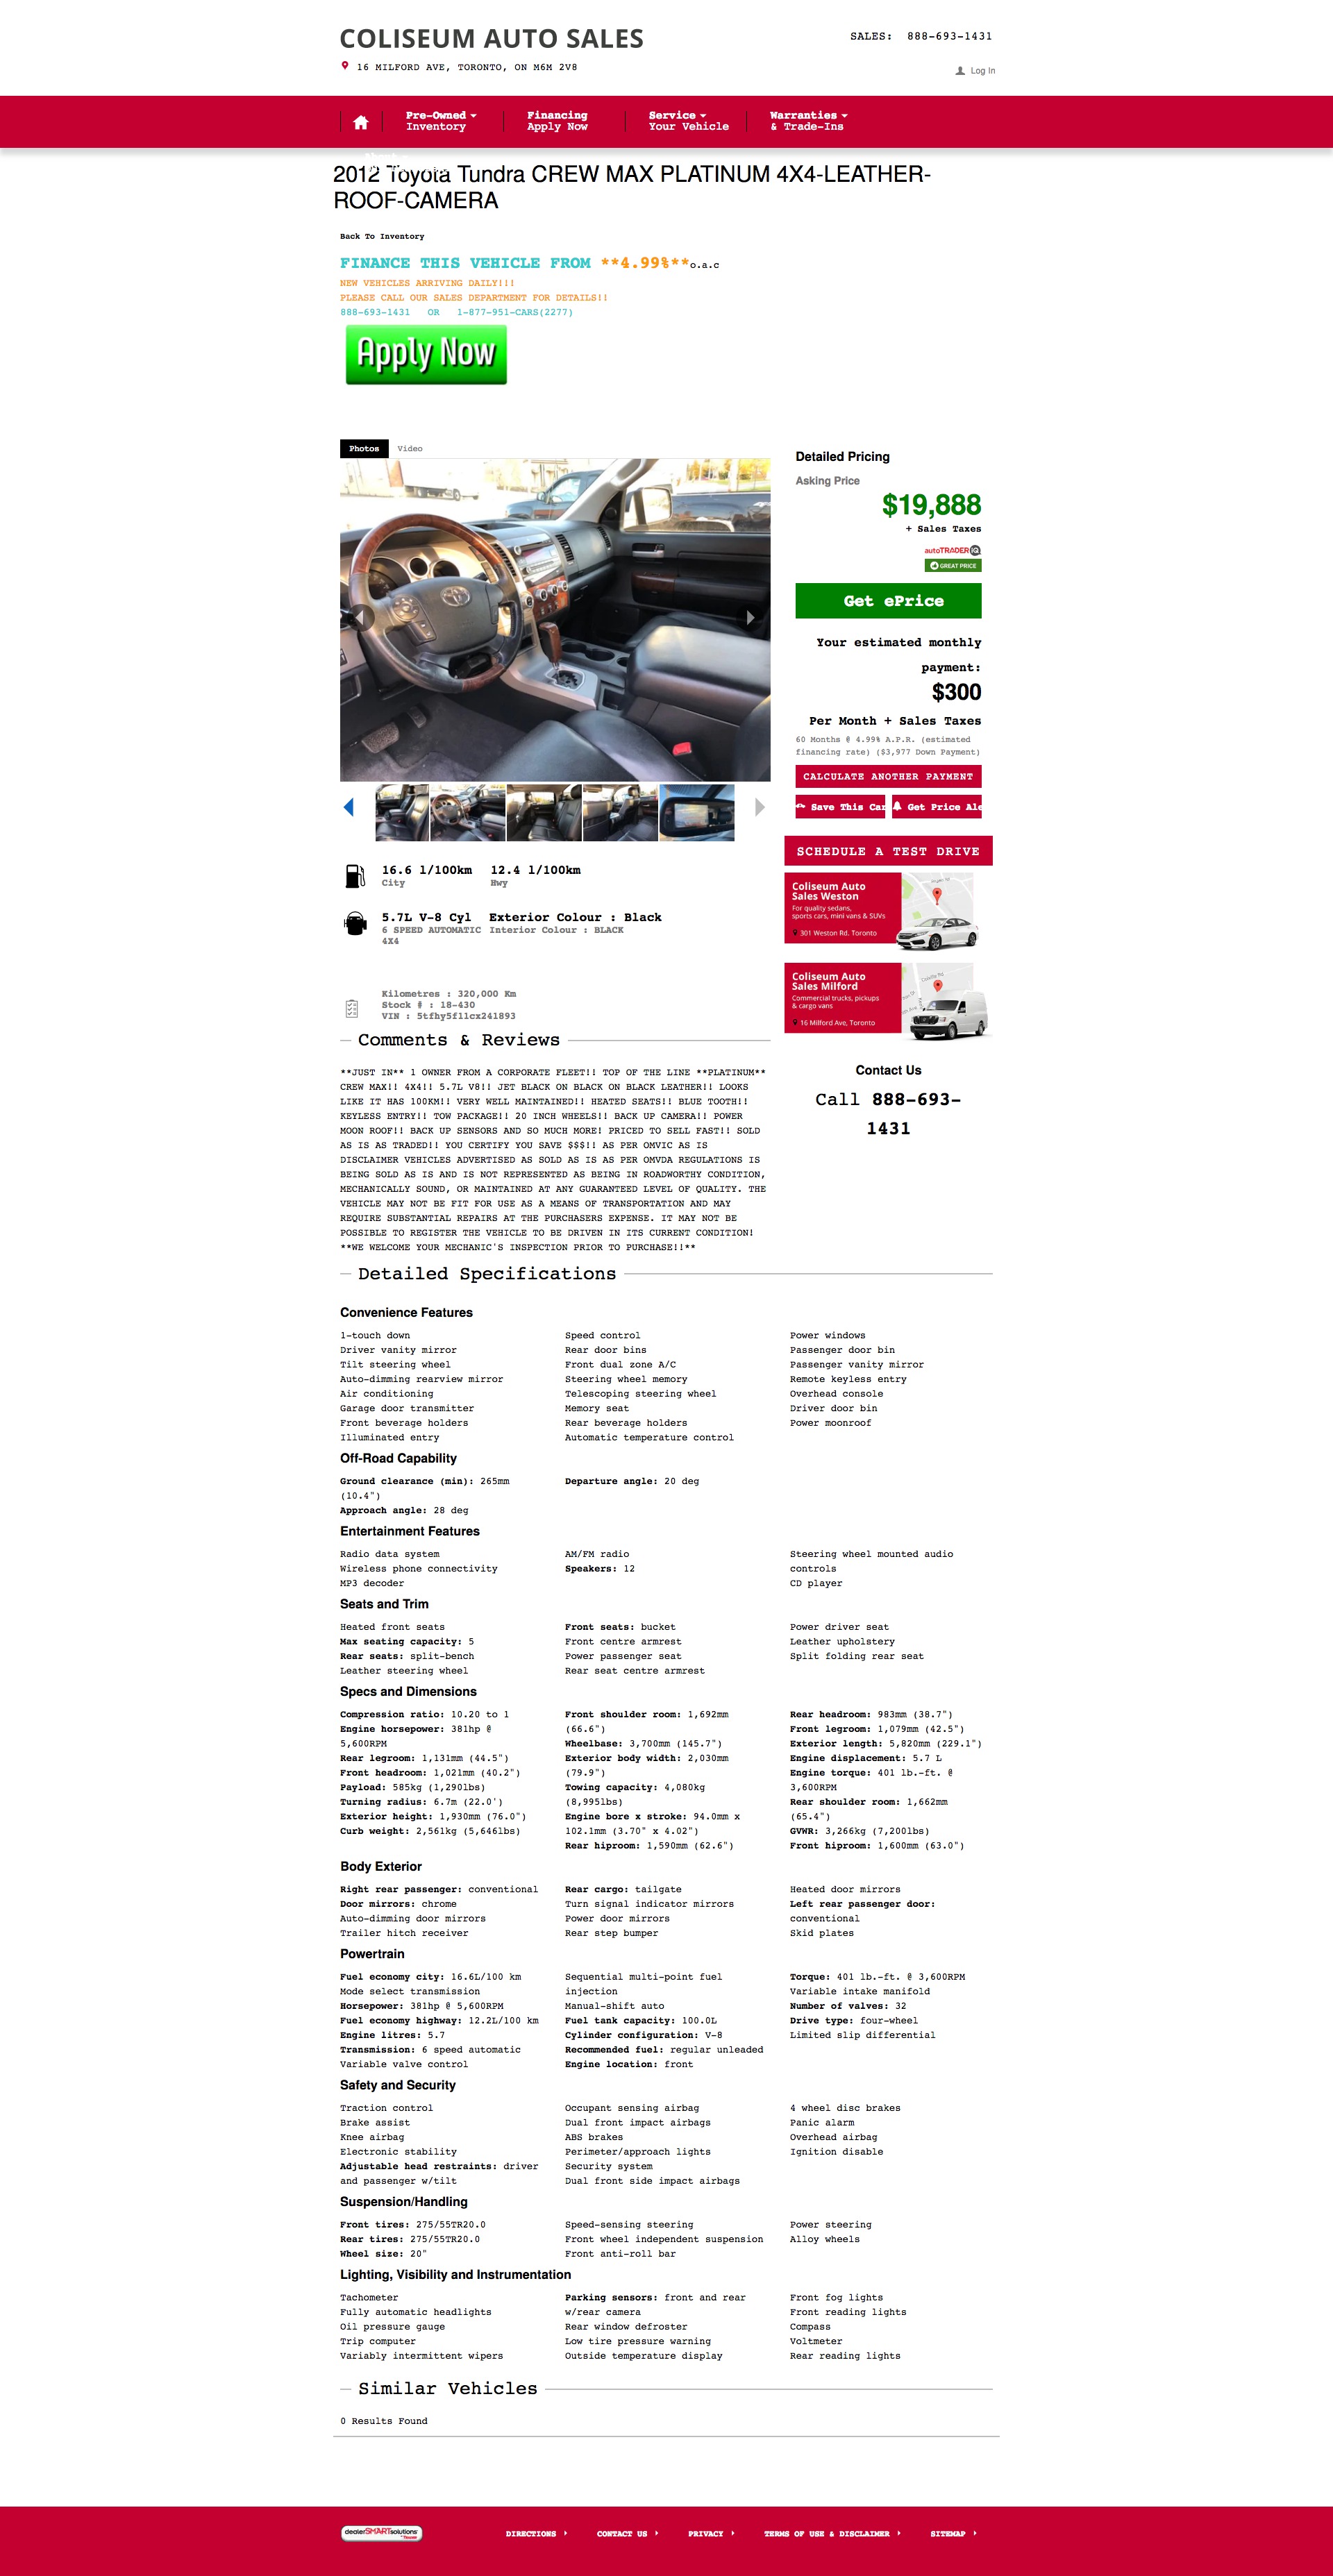 COLISEUM AUTO SALES
SALES: 888-693-1431
16 MILFORD AVE, TORONTO, ON M6M 2V8
Log In
Pre-Owned Inventory
Financing Apply Now
Service Your Vehicle
Warranties & Trade-Ins
2012 Toyota Tundra CREW MAX PLATINUM 4X4-LEATHER-
ROOF-CAMERA
Back To Inventory
FINANCE THIS VEHICLE FROM **4.99%**o.a.c
NEW VEHICLES ARRIVING DAILY!!!
PLEASE CALL OUR SALES DEPARTMENT FOR DETAILS!!
888-693-1431 OR 1-877-951-CARS(2277)
Apply Now
Photos Video
Detailed Pricing
Asking Price
$19,888
+ Sales Taxes
autoTRADER IQ
GREAT PRICE
Get ePrice
Your estimated monthly
payment:
$300
Per Month + Sales Taxes
60 Months @ 4.99% A.P.R. (estimated
financing rate) ($3,977 Down Payment)
CALCULATE ANOTHER PAYMENT
Save This Car Get Price Ale
SCHEDULE A TEST DRIVE
Coliseum Auto
Sales Weston
For quality sedans,
sports cars, mini vans & SUVs
301 Weston Rd, Toronto
Coliseum Auto
Sales Milford
Commercial trucks, pickups
& cargo vans
16 Milford Ave, Toronto
Contact Us
Call 888-693-
1431
16.6 l/100km 12.4 l/100km
City Hwy
5.7L V-8 Cyl Exterior Colour : Black
6 SPEED AUTOMATIC Interior Colour : BLACK
4X4
Kilometres : 320,000 Km
Stock # : 18-430
VIN : 5tfhy5f11cx241893
Comments & Reviews
**JUST IN** 1 OWNER FROM A CORPORATE FLEET!! TOP OF THE LINE **PLATINUM**
CREW MAX!! 4X4!! 5.7L V8!! JET BLACK ON BLACK ON BLACK LEATHER!! LOOKS
LIKE IT HAS 100KM!! VERY WELL MAINTAINED!! HEATED SEATS!! BLUE TOOTH!!
KEYLESS ENTRY!! TOW PACKAGE!! 20 INCH WHEELS!! BACK UP CAMERA!! POWER
MOON ROOF!! BACK UP SENSORS AND SO MUCH MORE! PRICED TO SELL FAST!! SOLD
AS IS AS TRADED!! YOU CERTIFY YOU SAVE $$$!! AS PER OMVIC AS IS
DISCLAIMER VEHICLES ADVERTISED AS SOLD AS IS AS PER OMVDA REGULATIONS IS
BEING SOLD AS IS AND IS NOT REPRESENTED AS BEING IN ROADWORTHY CONDITION,
MECHANICALLY SOUND, OR MAINTAINED AT ANY GUARANTEED LEVEL OF QUALITY. THE
VEHICLE MAY NOT BE FIT FOR USE AS A MEANS OF TRANSPORTATION AND MAY
REQUIRE SUBSTANTIAL REPAIRS AT THE PURCHASERS EXPENSE. IT MAY NOT BE
POSSIBLE TO REGISTER THE VEHICLE TO BE DRIVEN IN ITS CURRENT CONDITION!
**WE WELCOME YOUR MECHANIC'S INSPECTION PRIOR TO PURCHASE!!**
Detailed Specifications
Convenience Features
1-touch down
Driver vanity mirror
Tilt steering wheel
Auto-dimming rearview mirror
Air conditioning
Garage door transmitter
Front beverage holders
Illuminated entry
Speed control
Rear door bins
Front dual zone A/C
Steering wheel memory
Telescoping steering wheel
Memory seat
Rear beverage holders
Automatic temperature control
Power windows
Passenger door bin
Passenger vanity mirror
Remote keyless entry
Overhead console
Driver door bin
Power moonroof
Off-Road Capability
Ground clearance (min): 265mm
(10.4")
Approach angle: 28 deg
Departure angle: 20 deg
Entertainment Features
Radio data system
Wireless phone connectivity
MP3 decoder
AM/FM radio
Speakers: 12
Steering wheel mounted audio
controls
CD player
Seats and Trim
Heated front seats
Max seating capacity: 5
Rear seats: split-bench
Leather steering wheel
Front seats: bucket
Front centre armrest
Power passenger seat
Rear seat centre armrest
Power driver seat
Leather upholstery
Split folding rear seat
Specs and Dimensions
Compression ratio: 10.20 to 1
Engine horsepower: 381hp @
5,600RPM
Rear legroom: 1,131mm (44.5")
Front headroom: 1,021mm (40.2")
Payload: 585kg (1,290lbs)
Turning radius: 6.7m (22.0')
Exterior height: 1,930mm (76.0")
Curb weight: 2,561kg (5,646lbs)
Front shoulder room: 1,692mm
(66.6")
Wheelbase: 3,700mm (145.7")
Exterior body width: 2,030mm
(79.9")
Towing capacity: 4,080kg
(8,995lbs)
Engine bore x stroke: 94.0mm x
102.1mm (3.70" x 4.02")
Rear hiproom: 1,590mm (62.6")
Rear headroom: 983mm (38.7")
Front legroom: 1,079mm (42.5")
Exterior length: 5,820mm (229.1")
Engine displacement: 5.7 L
Engine torque: 401 lb.-ft. @
3,600RPM
Rear shoulder room: 1,662mm
(65.4")
GVWR: 3,266kg (7,200lbs)
Front hiproom: 1,600mm (63.0")
Body Exterior
Right rear passenger: conventional
Door mirrors: chrome
Auto-dimming door mirrors
Trailer hitch receiver
Rear cargo: tailgate
Turn signal indicator mirrors
Power door mirrors
Rear step bumper
Heated door mirrors
Left rear passenger door:
conventional
Skid plates
Powertrain
Fuel economy city: 16.6L/100 km
Mode select transmission
Horsepower: 381hp @ 5,600RPM
Fuel economy highway: 12.2L/100 km
Engine litres: 5.7
Transmission: 6 speed automatic
Variable valve control
Sequential multi-point fuel
injection
Manual-shift auto
Fuel tank capacity: 100.0L
Cylinder configuration: V-8
Recommended fuel: regular unleaded
Engine location: front
Torque: 401 lb.-ft. @ 3,600RPM
Variable intake manifold
Number of valves: 32
Drive type: four-wheel
Limited slip differential
Safety and Security
Traction control
Brake assist
Knee airbag
Electronic stability
Adjustable head restraints: driver
and passenger w/tilt
Occupant sensing airbag
Dual front impact airbags
ABS brakes
Perimeter/approach lights
Security system
Dual front side impact airbags
4 wheel disc brakes
Panic alarm
Overhead airbag
Ignition disable
Suspension/Handling
Front tires: 275/55TR20.0
Rear tires: 275/55TR20.0
Wheel size: 20"
Speed-sensing steering
Front wheel independent suspension
Front anti-roll bar
Power steering
Alloy wheels
Lighting, Visibility and Instrumentation
Tachometer
Fully automatic headlights
Oil pressure gauge
Trip computer
Variably intermittent wipers
Parking sensors: front and rear
w/rear camera
Rear window defroster
Low tire pressure warning
Outside temperature display
Front fog lights
Front reading lights
Compass
Voltmeter
Rear reading lights
Similar Vehicles
0 Results Found
dealerSMARTsolutions
DIRECTIONS CONTACT US PRIVACY TERMS OF USE & DISCLAIMER SITEMAP